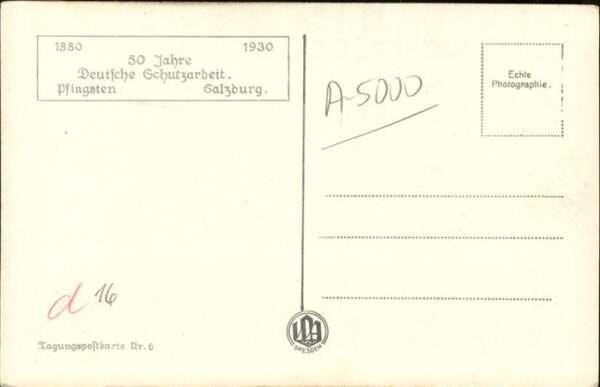 1880 1930
50 Jahre
Deutsche Schutzarbeit.
Pfingsten Salzburg.
A-5000
Echte
Photographie.
d 16
DRESDEN
Tagungspostkarte Nr. 6